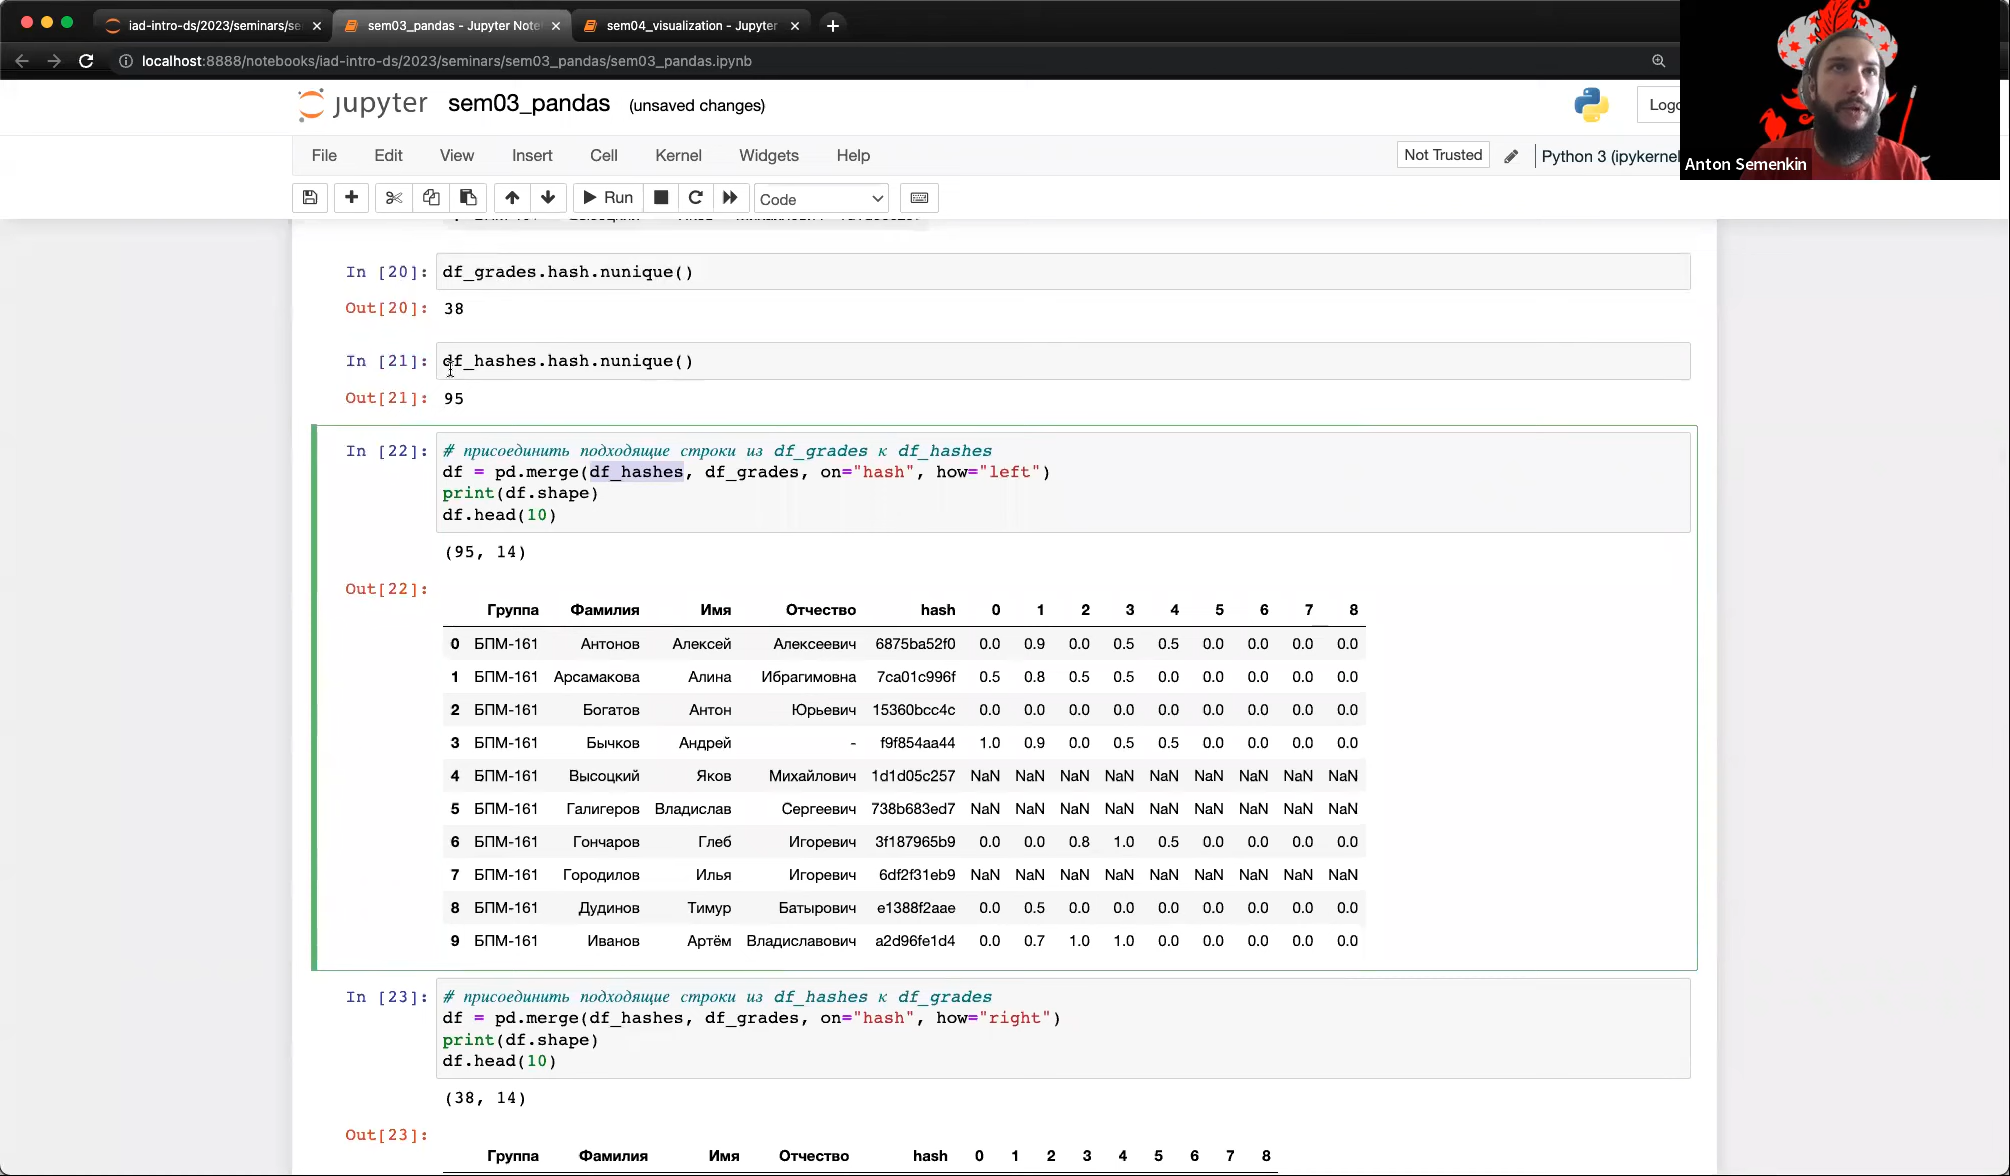 iad-intro-ds/2023/seminars/se
sem03_pandas - Jupyter Note
sem04_visualization - Jupyter
localhost:8888/notebooks/iad-intro-ds/2023/seminars/sem03_pandas/sem03_pandas.ipynb
jupyter sem03_pandas (unsaved changes)
Anton Semenkin
File Edit View Insert Cell Kernel Widgets Help
Not Trusted Python 3 (ipykernel
Run Code
In [20]: df_grades.hash.nunique()
Out[20]: 38
In [21]: df_hashes.hash.nunique()
Out[21]: 95
In [22]: # присоединить подходящие строки из df_grades к df_hashes
df = pd.merge(df_hashes, df_grades, on="hash", how="left")
print(df.shape)
df.head(10)
(95, 14)
Out[22]:
Группа Фамилия Имя Отчество hash 0 1 2 3 4 5 6 7 8
0 БПМ-161 Антонов Алексей Алексеевич 6875ba52f0 0.0 0.9 0.0 0.5 0.5 0.0 0.0 0.0 0.0
1 БПМ-161 Арсамакова Алина Ибрагимовна 7ca01c996f 0.5 0.8 0.5 0.5 0.0 0.0 0.0 0.0 0.0
2 БПМ-161 Богатов Антон Юрьевич 15360bcc4c 0.0 0.0 0.0 0.0 0.0 0.0 0.0 0.0 0.0
3 БПМ-161 Бычков Андрей - f9f854aa44 1.0 0.9 0.0 0.5 0.5 0.0 0.0 0.0 0.0
4 БПМ-161 Высоцкий Яков Михайлович 1d1d05c257 NaN NaN NaN NaN NaN NaN NaN NaN NaN
5 БПМ-161 Галигеров Владислав Сергеевич 738b683ed7 NaN NaN NaN NaN NaN NaN NaN NaN NaN
6 БПМ-161 Гончаров Глеб Игоревич 3f187965b9 0.0 0.0 0.8 1.0 0.5 0.0 0.0 0.0 0.0
7 БПМ-161 Городилов Илья Игоревич 6df2f31eb9 NaN NaN NaN NaN NaN NaN NaN NaN NaN
8 БПМ-161 Дудинов Тимур Батырович e1388f2aae 0.0 0.5 0.0 0.0 0.0 0.0 0.0 0.0 0.0
9 БПМ-161 Иванов Артём Владиславович a2d96fe1d4 0.0 0.7 1.0 1.0 0.0 0.0 0.0 0.0 0.0
In [23]: # присоединить подходящие строки из df_hashes к df_grades
df = pd.merge(df_hashes, df_grades, on="hash", how="right")
print(df.shape)
df.head(10)
(38, 14)
Out[23]:
Группа Фамилия Имя Отчество hash 0 1 2 3 4 5 6 7 8